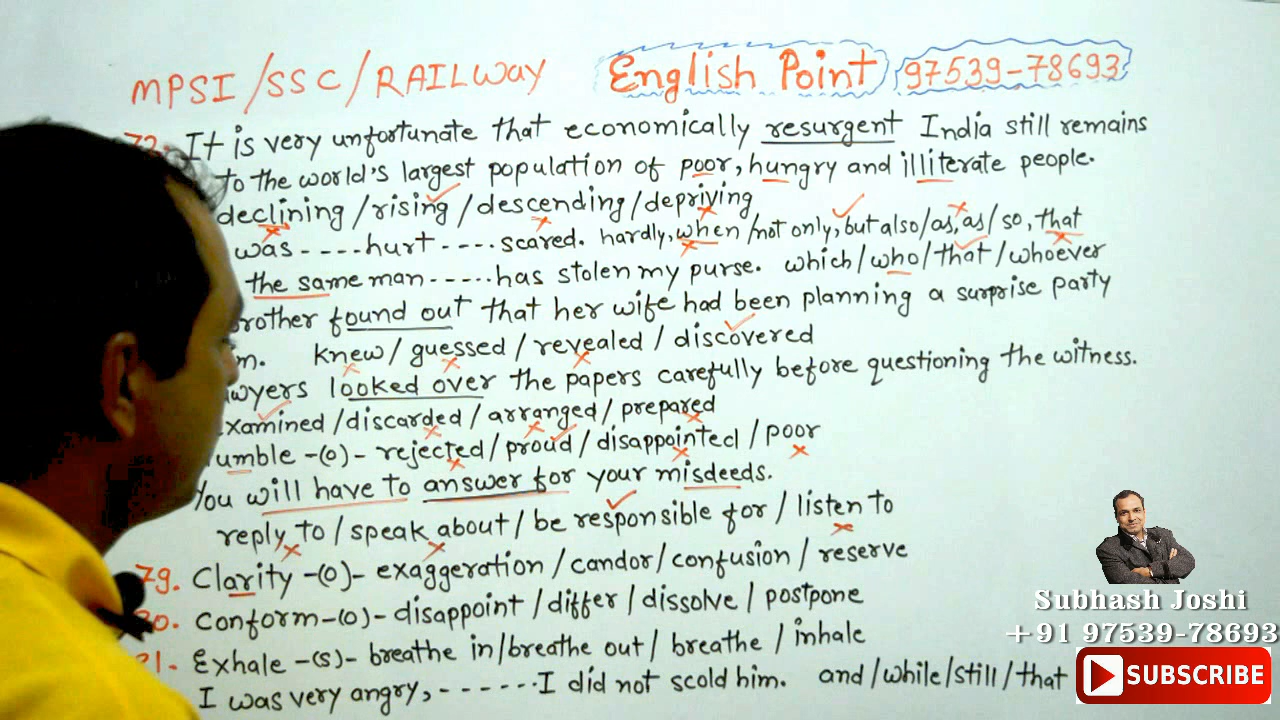 MPSI/SSC/RAILWAY English Point 97539-78693
It is very unfortunate that economically resurgent India still remains
to the world's largest population of poor, hungry and illiterate people.
declining/rising/descending/depriving
was -----hurt ----. scared. hardly, when/not only, but also/as, as/so, that
the same man -----has stolen my purse. which/who/that/whoever
found out that her wife had been planning a surprise party
knew/guessed/revealed/discovered
looked over the papers carefully before questioning the witness.
/discarded/arranged/prepared
-(o)- rejected/proud/disappointed/poor
You will have to answer for your misdeeds.
reply to/speak about/be responsible for/listen to
79. Clarity -(o)- exaggeration/candor/confusion/reserve
Conform -(o)- disappoint/differ/dissolve/postpone
Exhale -(s)- breathe in/breathe out/breathe/inhale
I was very angry, ------I did not scold him. and/while/still/that
Subhash Joshi
+91 97539-78693
SUBSCRIBE